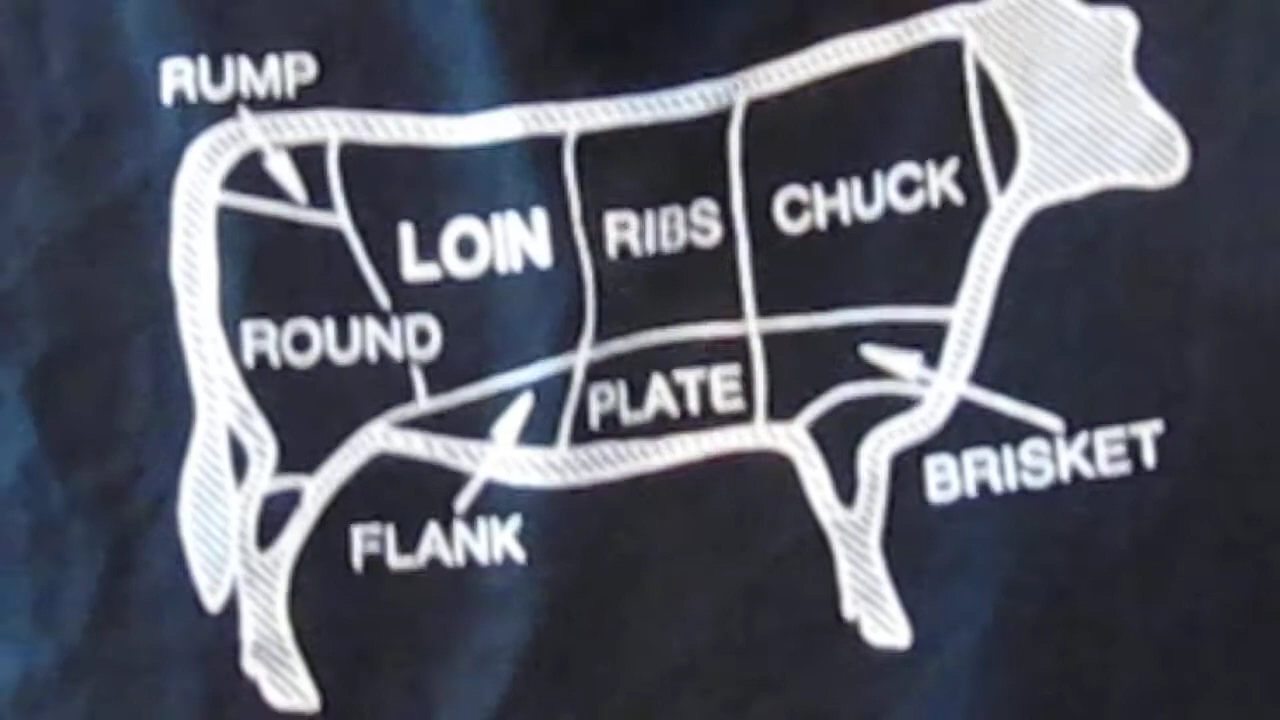 RUMP
LOIN
RIBS
CHUCK
ROUND
PLATE
BRISKET
FLANK